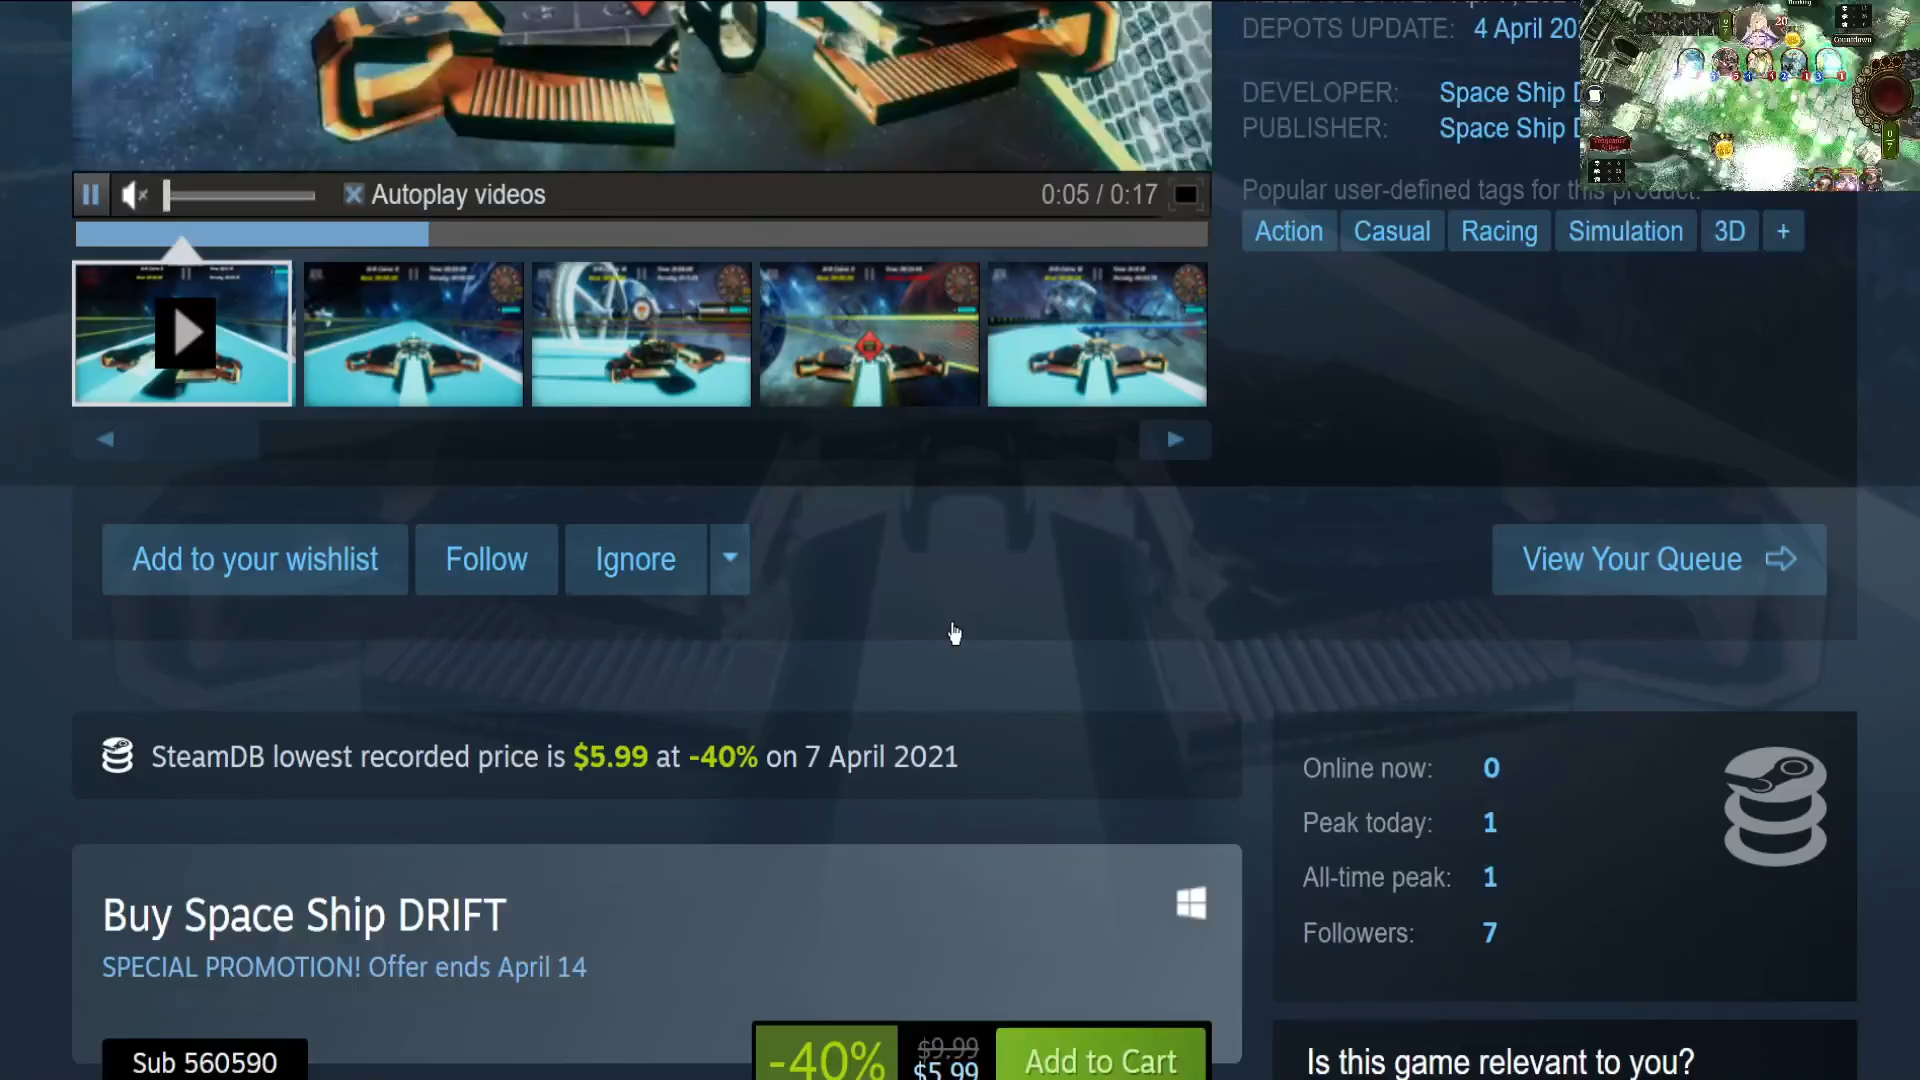 DEPOTS UPDATE: 4 April 20
DEVELOPER: Space Ship
PUBLISHER: Space Ship
Autoplay videos
0:05 / 0:17
Popular user-defined tags for this product:
Action Casual Racing Simulation 3D +
Add to your wishlist Follow Ignore
View Your Queue
SteamDB lowest recorded price is $5.99 at -40% on 7 April 2021
Online now: 0
Peak today: 1
All-time peak: 1
Followers: 7
Buy Space Ship DRIFT
SPECIAL PROMOTION! Offer ends April 14
Sub 560590
-40%
$9.99
$5.99
Add to Cart
Is this game relevant to you?
Countdown